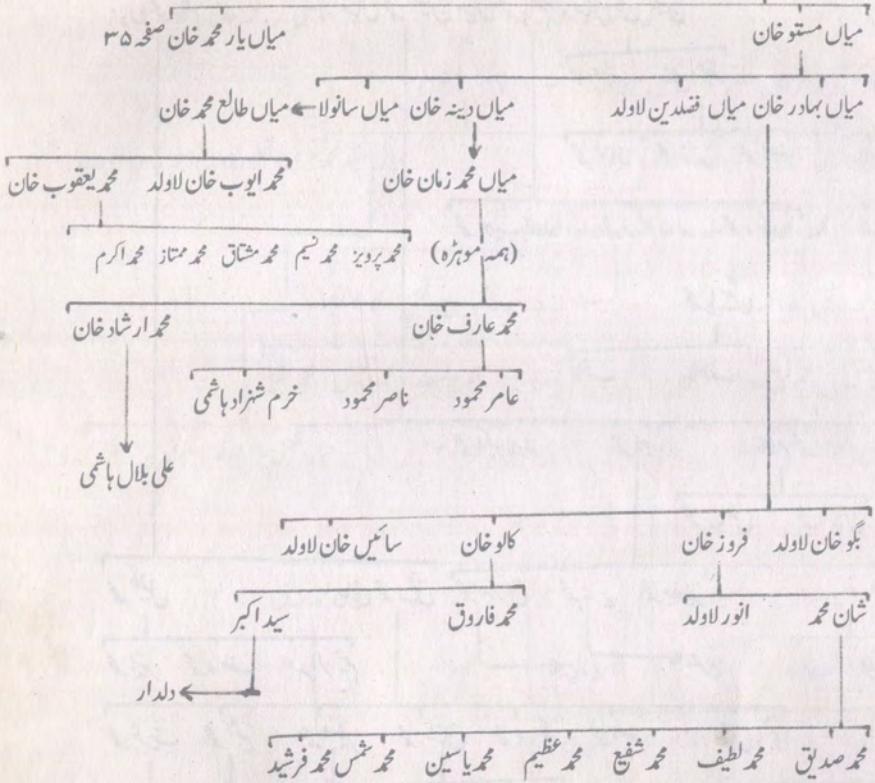 میاں مستو خان میاں یار محمد خان صفحہ ۳۵
میاں بہادر خان میاں فضلدین لاولد میاں دینہ خان میاں سانولا میاں طالع محمد خان
محمد ایوب خان لاولد محمد یعقوب خان
میاں محمد زمان خان
(ہمہ موہڑہ) محمد پرویز محمد نسیم محمد مشتاق محمد ممتاز محمد اکرم
محمد عارف خان محمد ارشاد خان
عامر محمود ناصر محمود خرم شہزاد ہاشمی
علی بلال ہاشمی
بگو خان لاولد فروز خان کالو خان سائیں خان لاولد
شان محمد انور لاولد محمد فاروق سید اکبر
دلدار
محمد صدیق محمد لطیف محمد شفیع محمد عظیم محمد یاسین محمد شمس محمد فرشید